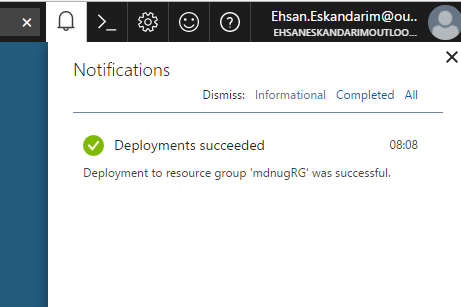 Ehsan.Eskandarim@ou..
EHSANESKANDARIMOUTLOO...
Notifications
Dismiss: Informational Completed All
Deployments succeeded 08:08
Deployment to resource group 'mdnugRG' was successful.